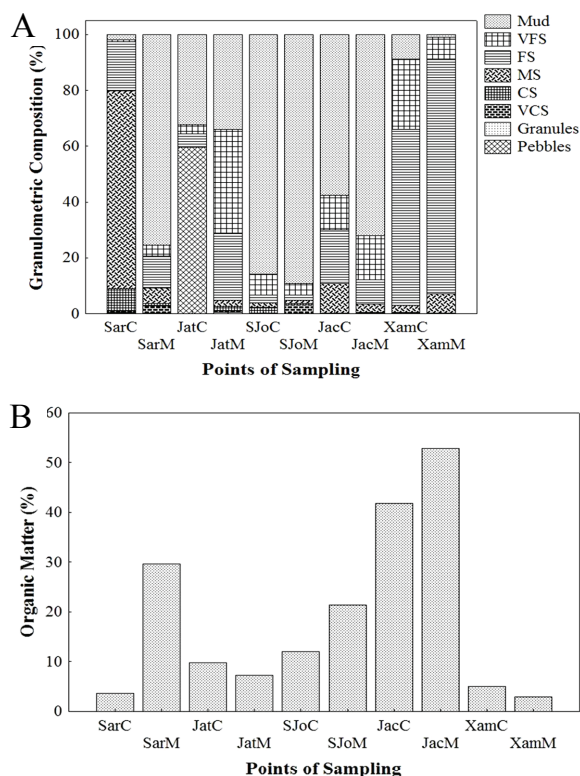 A
Granulometric Composition (%)
100
80
60
40
20
0
SarC JatC SJoC JacC XamC
SarM JatM SJoM JacM XamM
Points of Sampling
Mud
VFS
FS
MS
CS
VCS
Granules
Pebbles
B
Organic Matter (%)
60
50
40
30
20
10
0
SarC JatC SJoC JacC XamC
SarM JatM SJoM JacM XamM
Points of Sampling